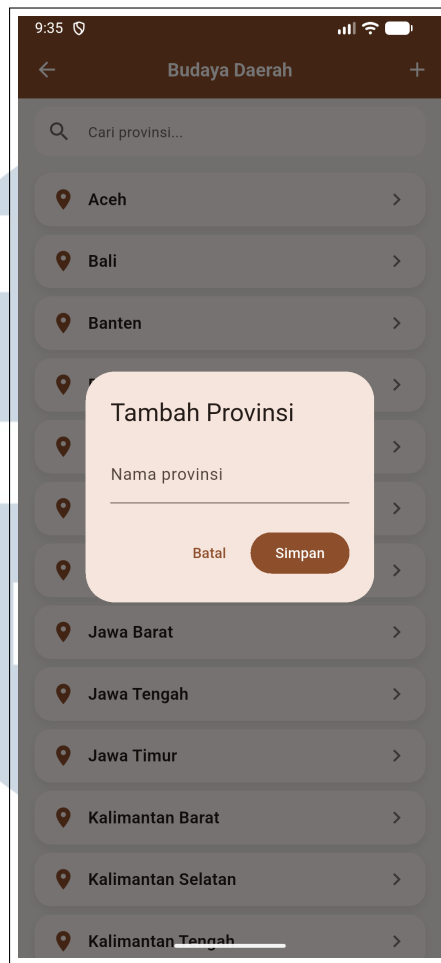 9:35
Budaya Daerah
Cari provinsi...
Aceh
Bali
Banten
Tambah Provinsi
Nama provinsi
Batal Simpan
Jawa Barat
Jawa Tengah
Jawa Timur
Kalimantan Barat
Kalimantan Selatan
Kalimantan Tengah